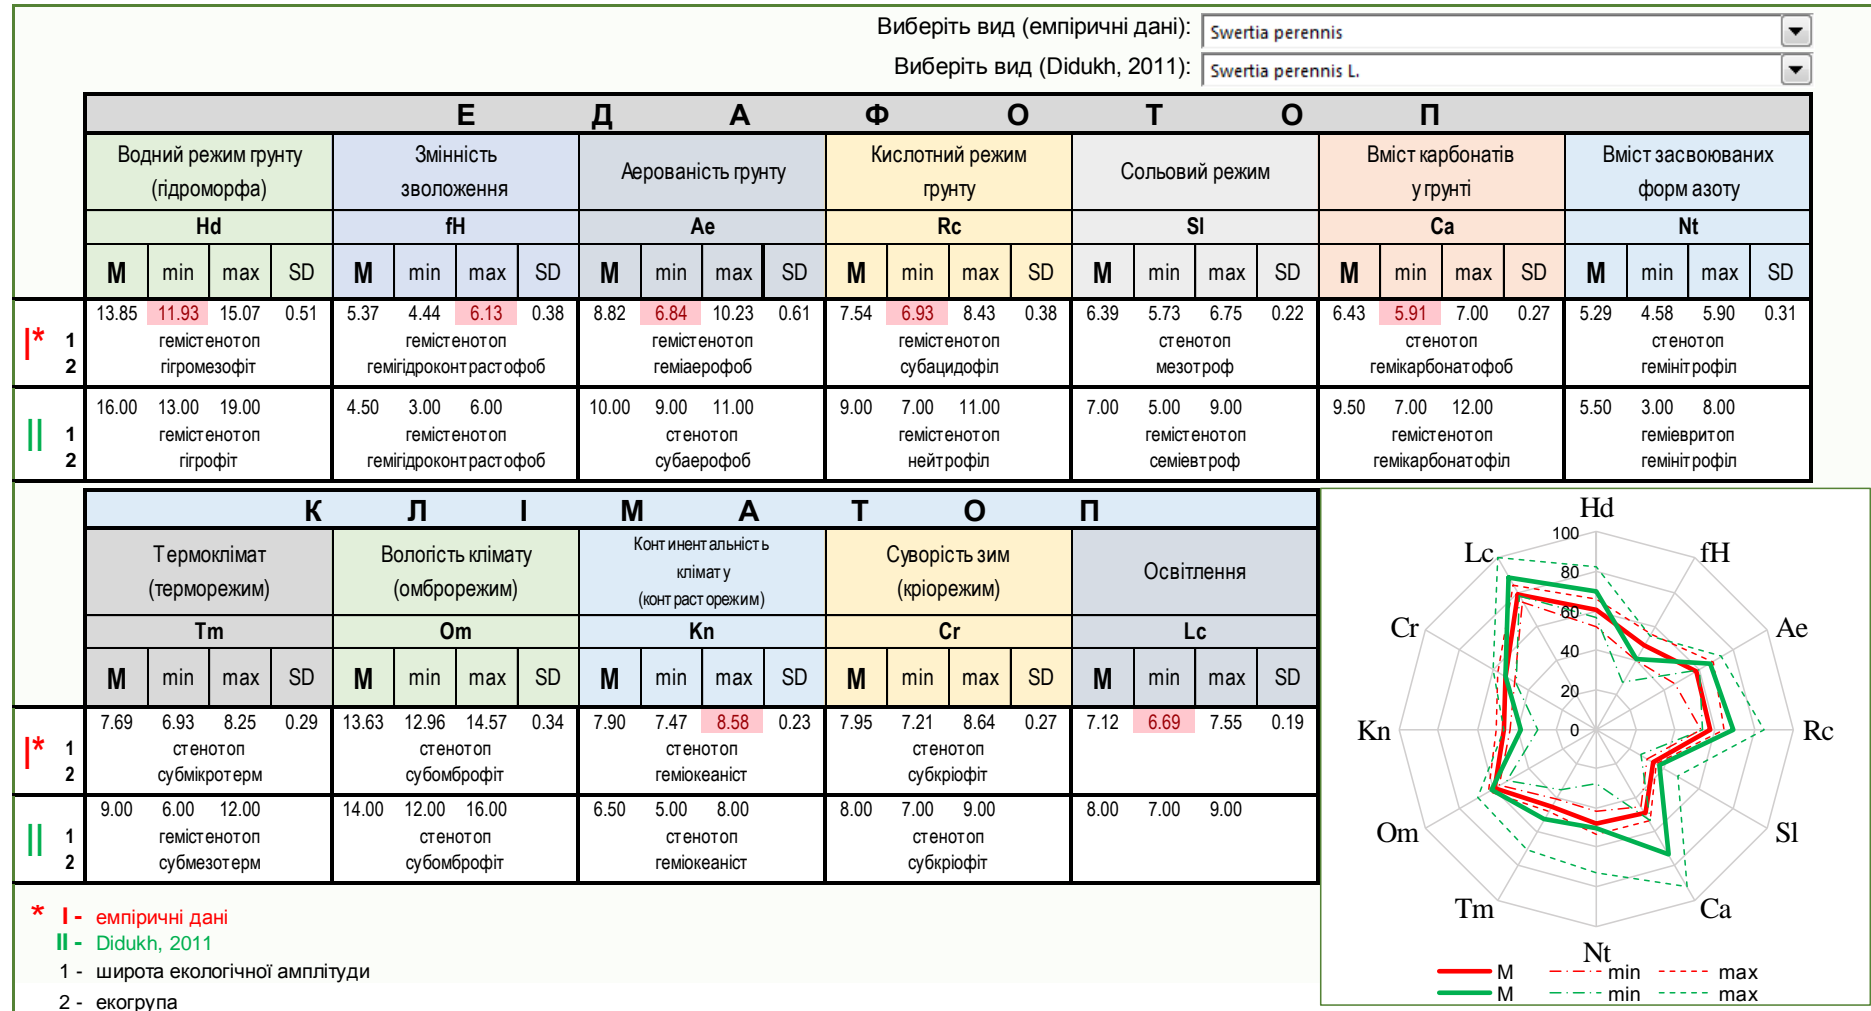 Виберіть вид (емпіричні дані): Swertia perennis
Виберіть вид (Didukh, 2011): Swertia perennis L.
Е Д А Ф О Т О П
Водний режим грунту (гідроморфа) Змінність зволоження Аерованість грунту Кислотний режим грунту Сольовий режим Вміст карбонатів у грунті Вміст засвоюваних форм азоту
Hd fH Ae Rc Sl Ca Nt
M min max SD M min max SD M min max SD M min max SD M min max SD M min max SD M min max SD
13.85 11.93 15.07 0.51 5.37 4.44 6.13 0.38 8.82 6.84 10.23 0.61 7.54 6.93 8.43 0.38 6.39 5.73 6.75 0.22 6.43 5.91 7.00 0.27 5.29 4.58 5.90 0.31
I* 1 гемістенотоп гемістенотоп гемістенотоп гемістенотоп стенотоп стенотоп стенотоп
2 гігромезофіт гемігідроконтрастофоб геміаерофоб субацидофіл мезотроф гемікарбонатофоб гемінітрофіл
16.00 13.00 19.00 4.50 3.00 6.00 10.00 9.00 11.00 9.00 7.00 11.00 7.00 5.00 9.00 9.50 7.00 12.00 5.50 3.00 8.00
II 1 гемістенотоп гемістенотоп стенотоп гемістенотоп гемістенотоп гемістенотоп геміевритоп
2 гігрофіт гемігідроконтрастофоб субаерофоб нейтрофіл семіевтроф гемікарбонатофіл гемінітрофіл
К Л І М А Т О П
Термоклімат (терморежим) Вологість клімату (омброрежим) Континентальність клімату (контрасторежим) Суворість зим (кріорежим) Освітлення
Tm Om Kn Cr Lc
M min max SD M min max SD M min max SD M min max SD M min max SD
7.69 6.93 8.25 0.29 13.63 12.96 14.57 0.34 7.90 7.47 8.58 0.23 7.95 7.21 8.64 0.27 7.12 6.69 7.55 0.19
I* 1 стенотоп стенотоп стенотоп стенотоп
2 субмікротерм субомброфіт геміокеаніст субкріофіт
9.00 6.00 12.00 14.00 12.00 16.00 6.50 5.00 8.00 8.00 7.00 9.00 8.00 7.00 9.00
II 1 гемістенотоп стенотоп стенотоп стенотоп
2 субмезотерм субомброфіт геміокеаніст субкріофіт
* I - емпіричні дані
II - Didukh, 2011
1 - широта екологічної амплітуди
2 - екогрупа
Hd
100
Lc fH
80
60
Cr Ae
40
20
Kn 0 Rc
Om Sl
Tm Ca
Nt
M min max
M min max